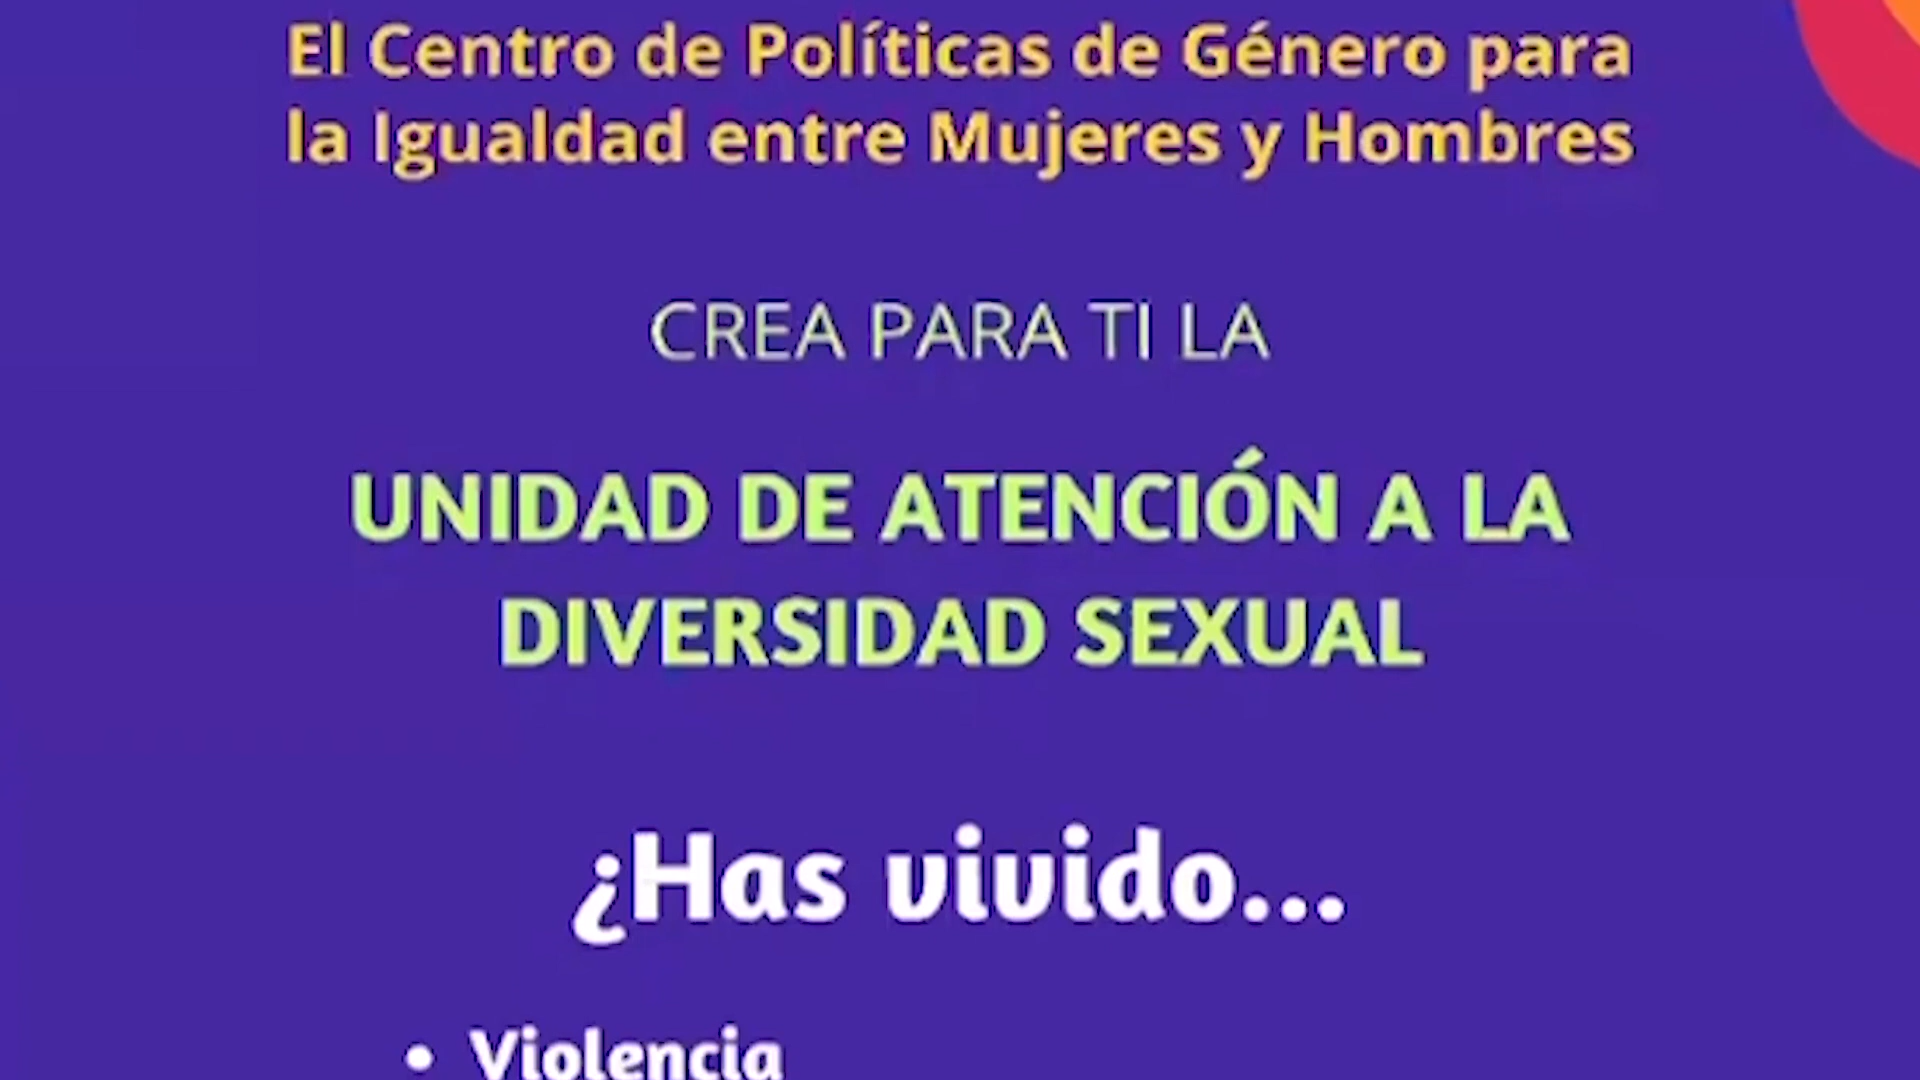 El Centro de Políticas de Género para
la Igualdad entre Mujeres y Hombres
CREA PARA TI LA
UNIDAD DE ATENCIÓN A LA
DIVERSIDAD SEXUAL
¿Has vivido...
• Violencia